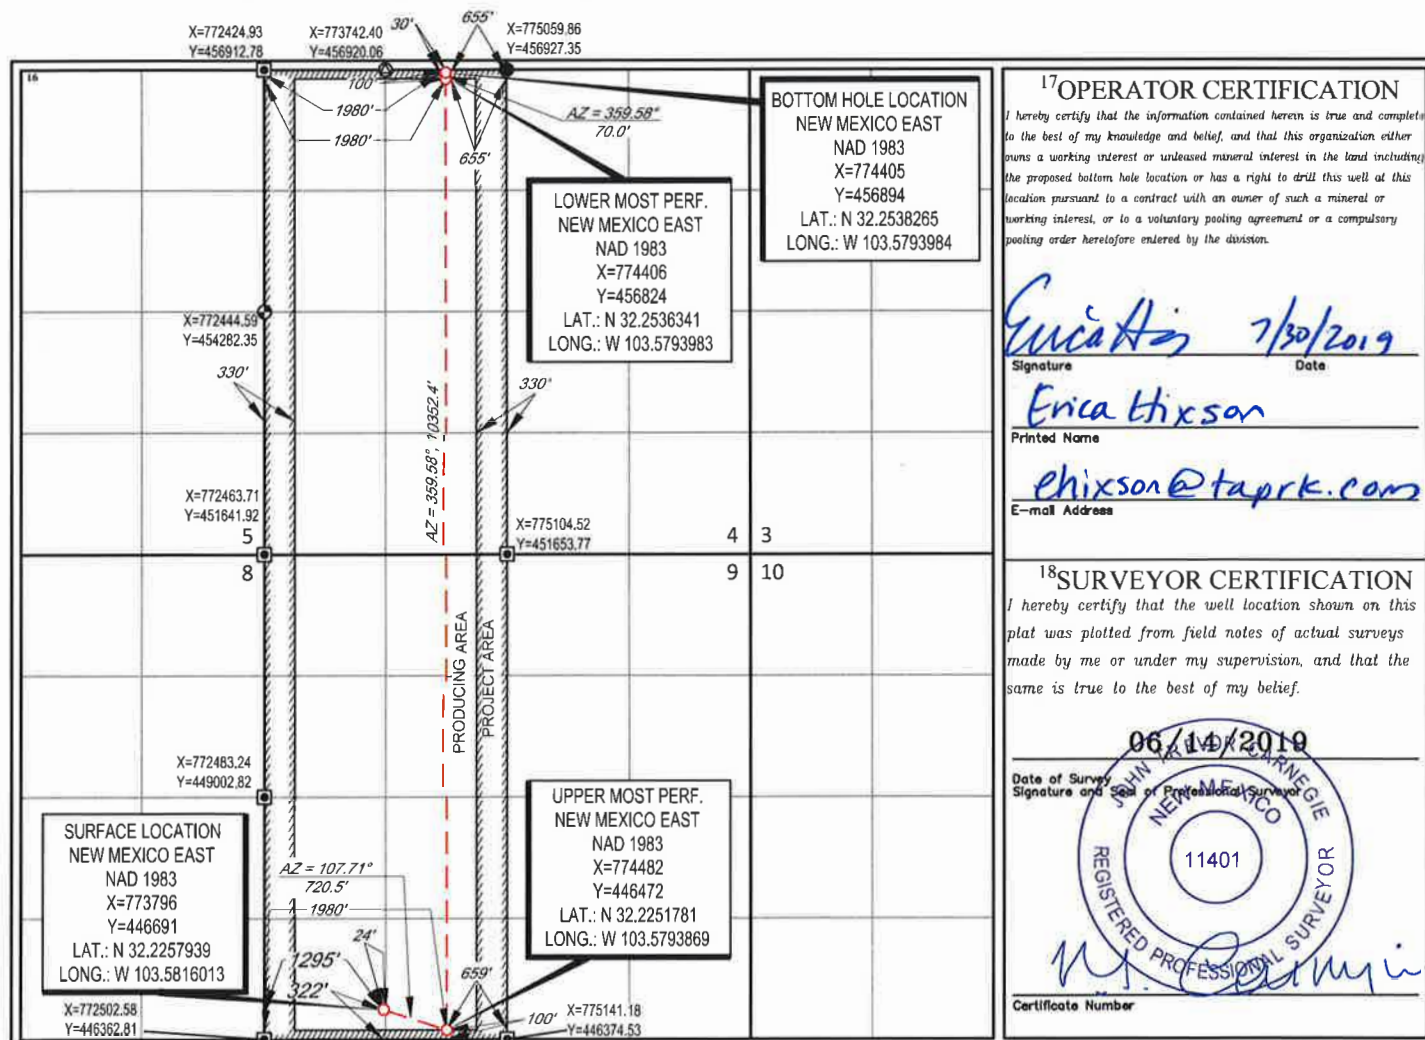 X=772424.93
Y=456912.78
X=773742.40
Y=456920.06
30'
655'
X=775059.86
Y=456927.35
16
100'
1980'
1980'
655'
AZ = 359.58°
70.0'
BOTTOM HOLE LOCATION
NEW MEXICO EAST
NAD 1983
X=774405
Y=456894
LAT.: N 32.2538265
LONG.: W 103.5793984
LOWER MOST PERF.
NEW MEXICO EAST
NAD 1983
X=774406
Y=456824
LAT.: N 32.2536341
LONG.: W 103.5793983
X=772444.59
Y=454282.35
330'
330'
AZ = 359.58°, 10352.4'
X=772463.71
Y=451641.92
5
8
X=775104.52
Y=451653.77
4 3
9 10
PRODUCING AREA
PROJECT AREA
X=772483.24
Y=449002.82
SURFACE LOCATION
NEW MEXICO EAST
NAD 1983
X=773796
Y=446691
LAT.: N 32.2257939
LONG.: W 103.5816013
AZ = 107.71°
720.5'
1980'
24'
1295'
322'
UPPER MOST PERF.
NEW MEXICO EAST
NAD 1983
X=774482
Y=446472
LAT.: N 32.2251781
LONG.: W 103.5793869
659'
100'
X=772502.58
Y=446362.81
X=775141.18
Y=446374.53
17OPERATOR CERTIFICATION
I hereby certify that the information contained herein is true and complete
to the best of my knowledge and belief, and that this organization either
owns a working interest or unleased mineral interest in the land including
the proposed bottom hole location or has a right to drill this well at this
location pursuant to a contract with an owner of such a mineral or
working interest, or to a voluntary pooling agreement or a compulsory
pooling order heretofore entered by the division.
7/30/2019
Signature Date
Erica Hixson
Printed Name
ehixson@taprk.com
E-mail Address
18SURVEYOR CERTIFICATION
I hereby certify that the well location shown on this
plat was plotted from field notes of actual surveys
made by me or under my supervision, and that the
same is true to the best of my belief.
06/14/2019
Date of Survey
Signature and Seal of Professional Surveyor
JOHN TREVOR CARNEGIE
NEW MEXICO
11401
REGISTERED PROFESSIONAL SURVEYOR
Certificate Number